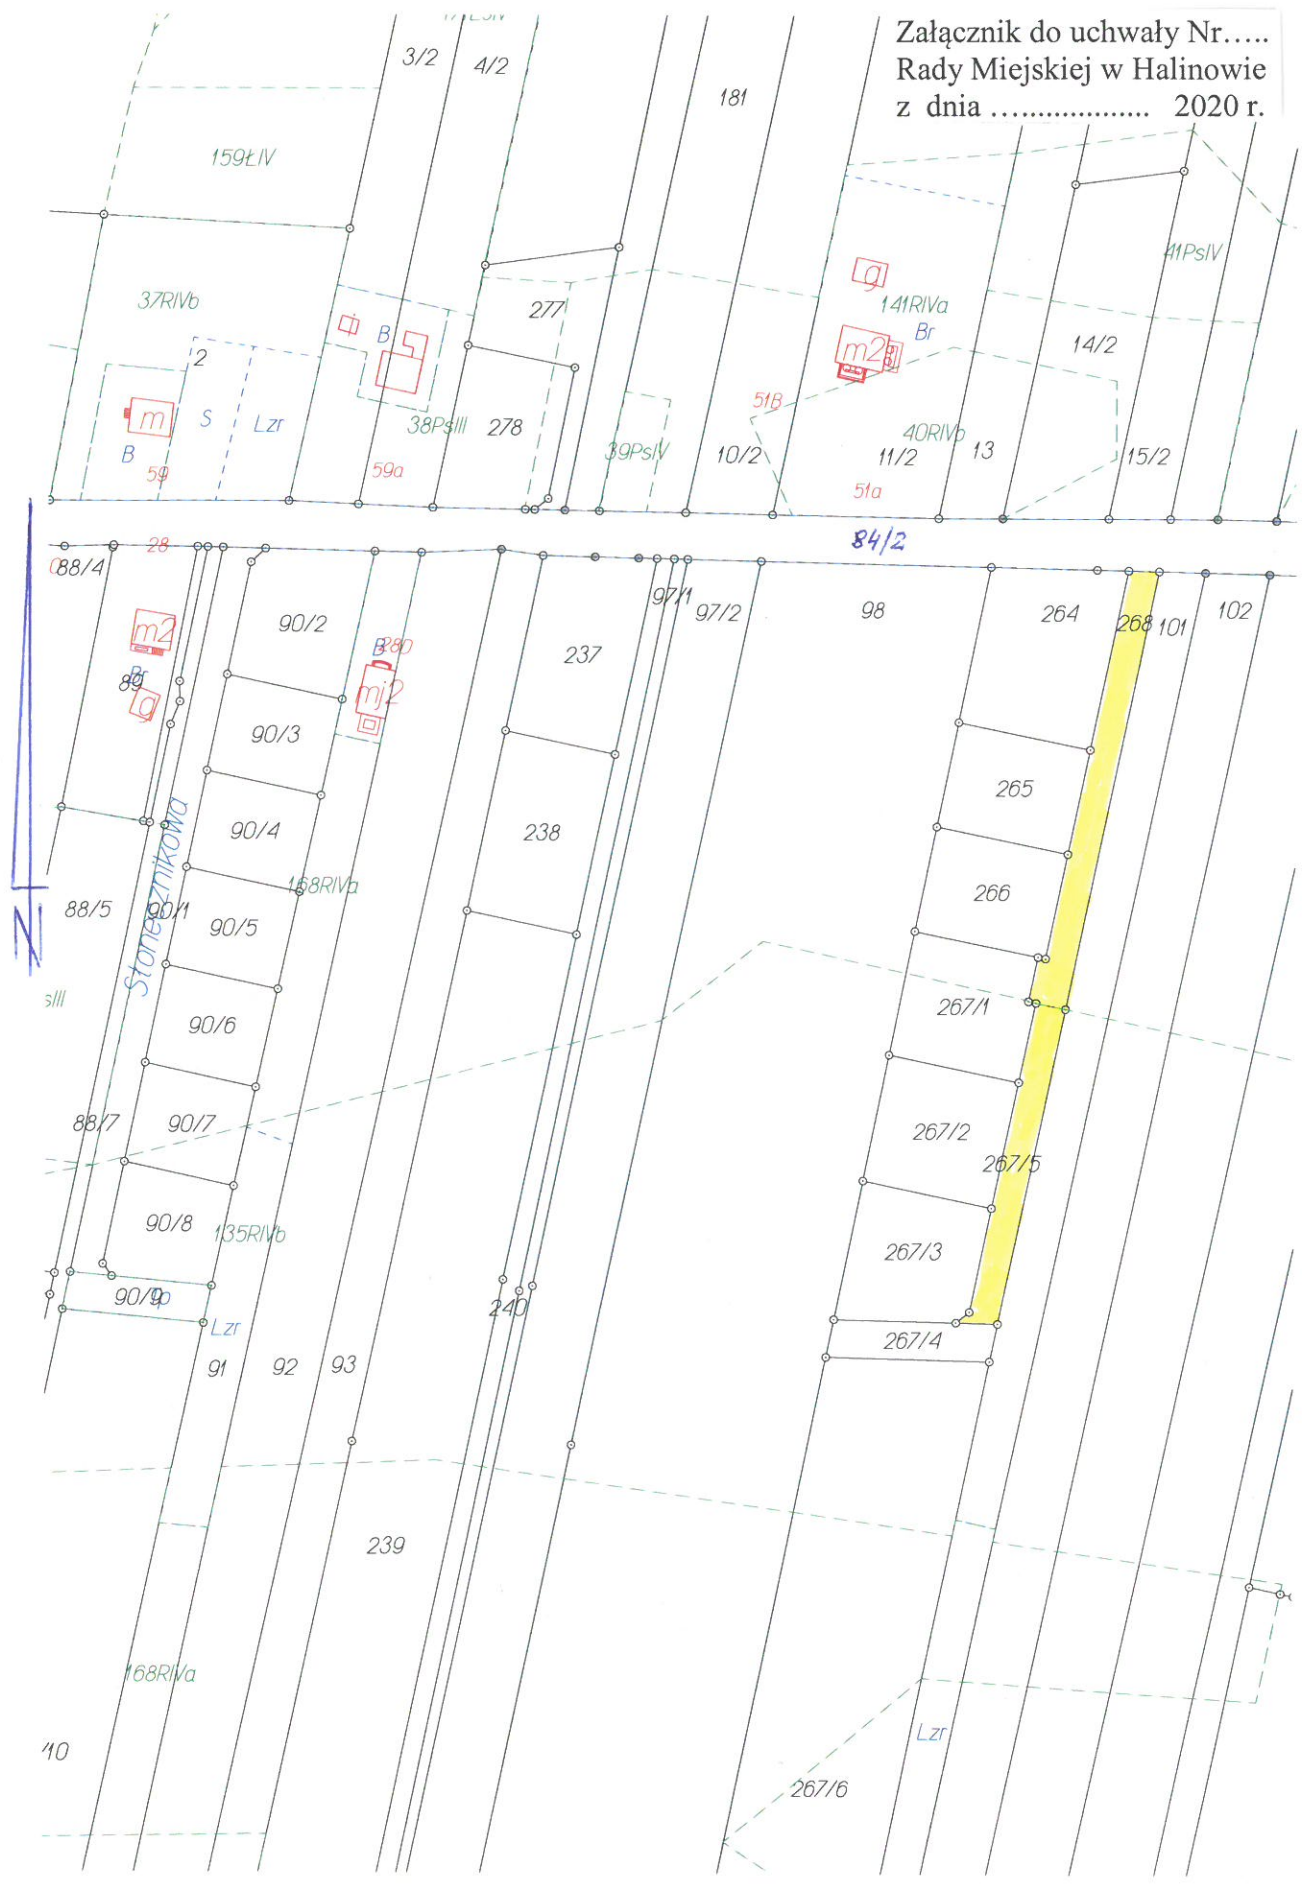 Załącznik do uchwały Nr…..
Rady Miejskiej w Halinowie
z dnia …................. 2020 r.
3/2
4/2
181
159ŁIV
41PsIV
37RIVb
277
g
141RIVa
B
Br
m2
14/2
2
51B
m
S
Lzr
38PsIII
278
39PsIV
10/2
40RIVb
11/2
13
15/2
B
59
59a
51a
84/2
28
88/4
97/1
97/2
98
264
268
101
102
m2
90/2
B
280
237
Br
89
g
mj2
90/3
265
90/4
238
Słonecznikowa
168RIVa
266
88/5
90/1
90/5
N
sIII
90/6
267/1
88/7
90/7
267/2
267/5
90/8
135RIVb
267/3
90/9
240
Lzr
267/4
91
92
93
239
168RIVa
Lzr
267/6